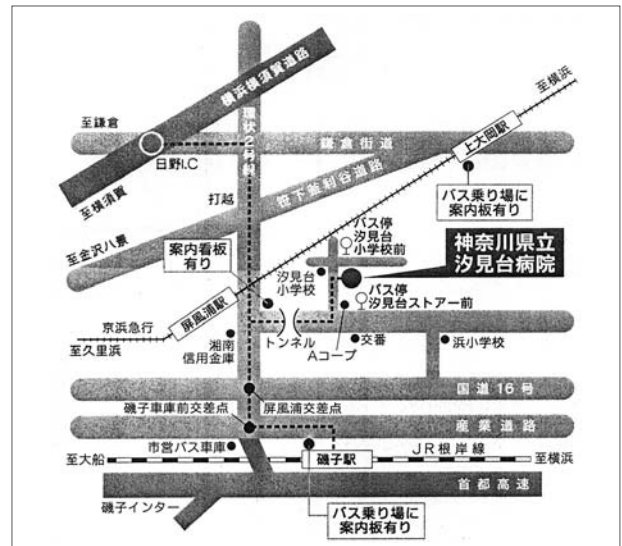 横浜横須賀道路
至横浜
環状2号線
至鎌倉
鎌倉街道
上大岡駅
日野I.C
至横須賀
笹下釜利谷道路
打越
バス乗り場に
案内板有り
バス停
汐見台
小学校前
至金沢八景
案内看板
有り
神奈川県立
汐見台病院
汐見台
小学校
バス停
汐見台ストアー前
屏風浦駅
京浜急行
至久里浜
湘南
信用金庫
トンネル
Aコープ
交番
浜小学校
国道16号
磯子車庫前交差点
屏風浦交差点
産業道路
市営バス車庫
至大船
磯子駅
JR根岸線
至横浜
首都高速
磯子インター
バス乗り場に
案内板有り